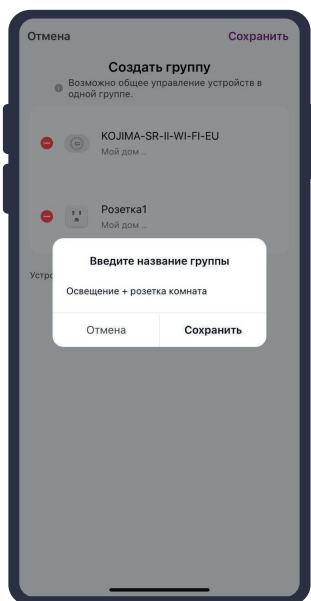 Отмена
Сохранить
Создать группу
Возможно общее управление устройств в
одной группе.
KOJIMA-SR-II-WI-FI-EU
Мой дом ..
Розетка1
Мой дом ..
Устро
Введите название группы
Освещение + розетка комната
Отмена
Сохранить